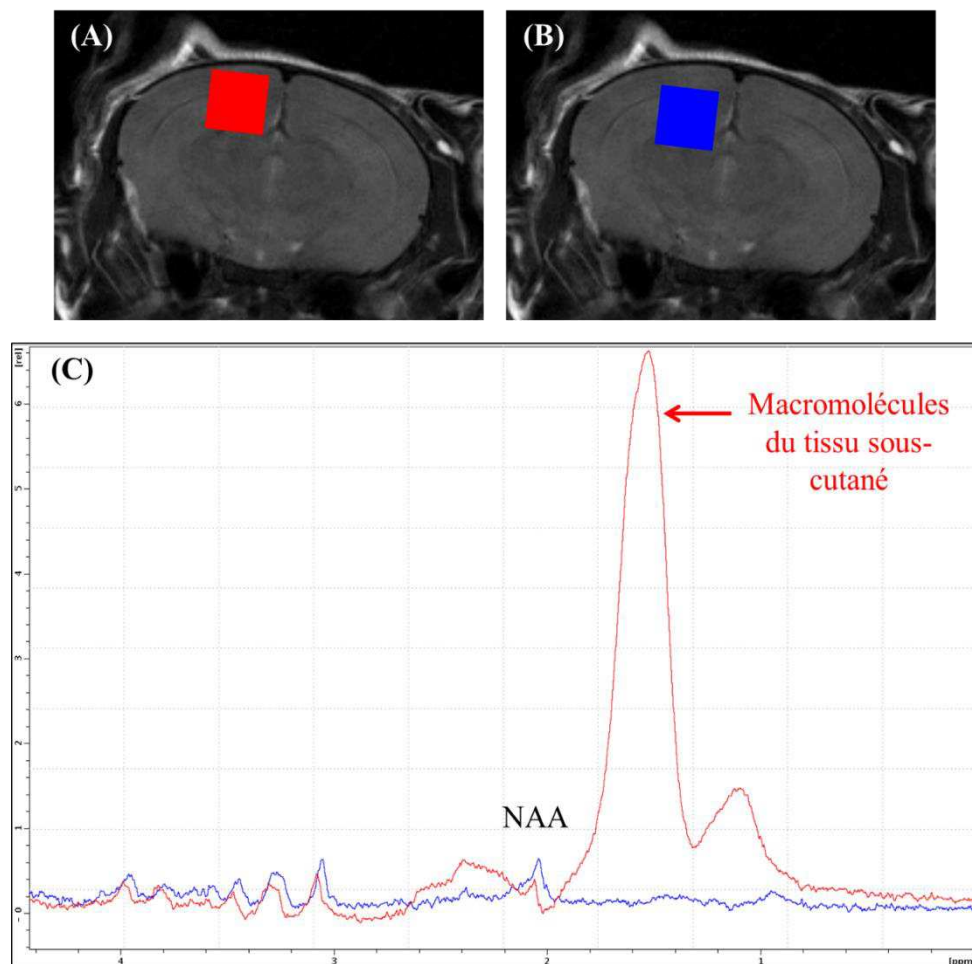 (A)
(B)
[rel]
(C)
Macromolécules
du tissu sous-
cutané
6
5
4
3
2
NAA
1
- 0
4
3
2
1
[ppm]